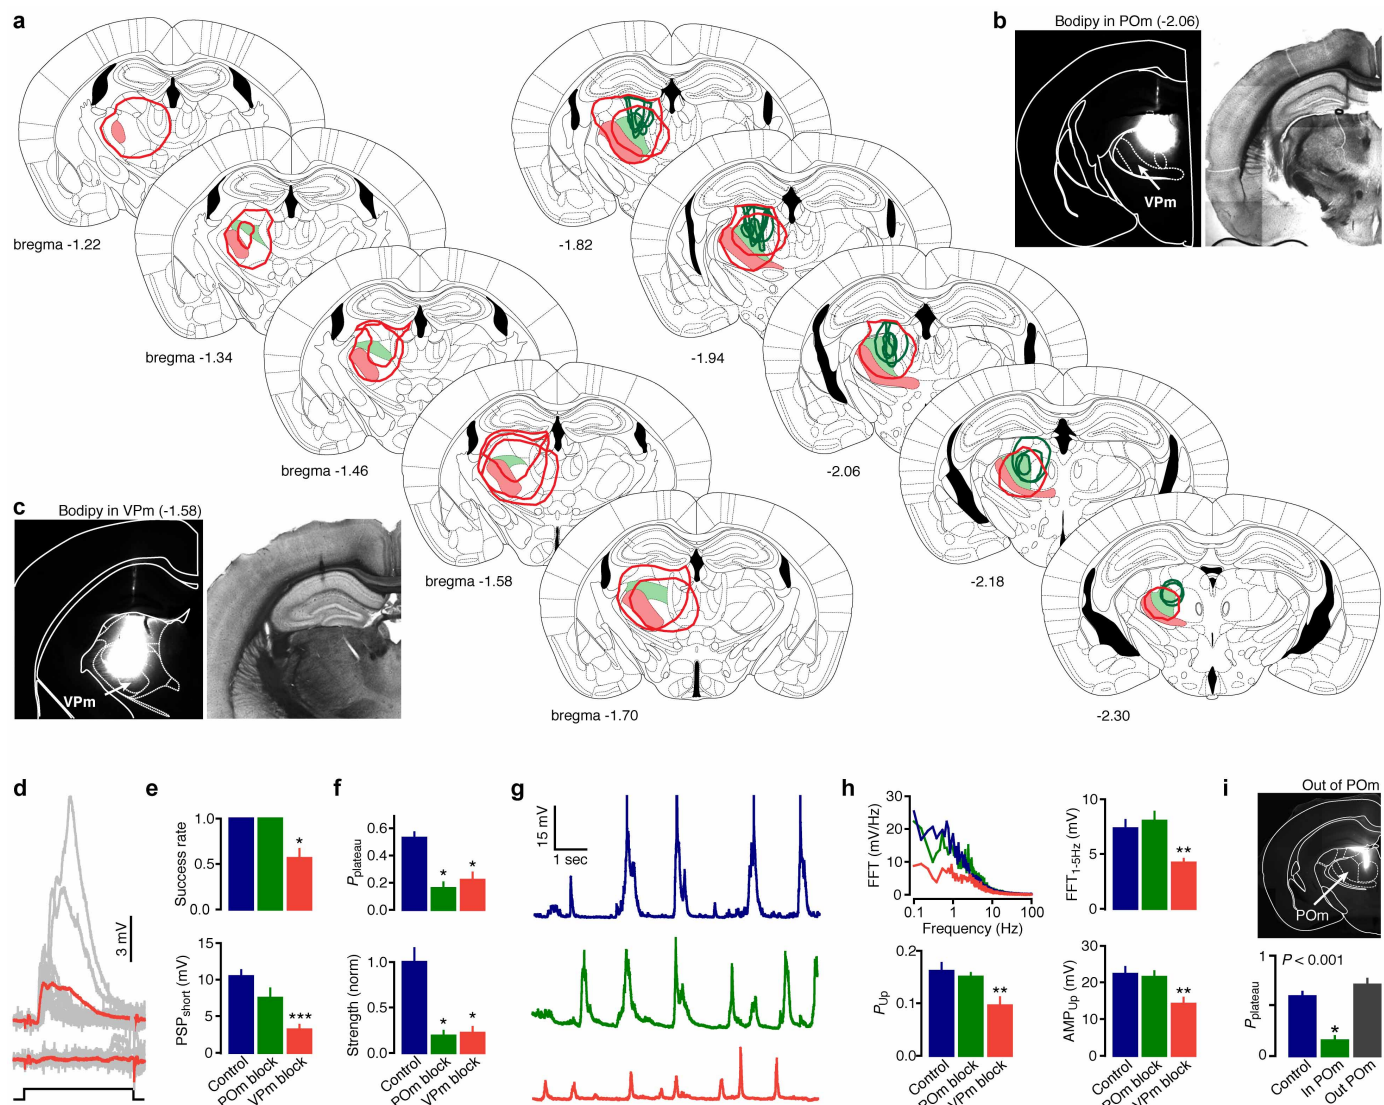 a
bregma -1.22
bregma -1.34
bregma -1.46
bregma -1.58
bregma -1.70
-1.82
-1.94
-2.06
-2.18
-2.30
b
Bodipy in POm (-2.06)
VPm
c
Bodipy in VPm (-1.58)
VPm
d
3 mV
e
Success rate
1.0
0.5
0.0
PSPshort (mV)
15
10
5
0
Control
POm block
VPm block
*
***
f
Pplateau
0.6
0.4
0.2
0.0
*
*
Strength (norm)
1.0
0.5
0.0
*
*
Control
POm block
VPm block
g
15 mV
1 sec
h
FFT (mV/Hz)
30
20
10
0
0.1
1
10
100
Frequency (Hz)
FFT1-5Hz (mV)
10
5
0
**
PUp
0.2
0.1
0.0
**
Control
POm block
VPm block
AMPUp (mV)
30
20
10
0
**
Control
POm block
VPm block
i
Out of POm
POm
Pplateau
1
0
P < 0.001
*
Control
In POm
Out POm